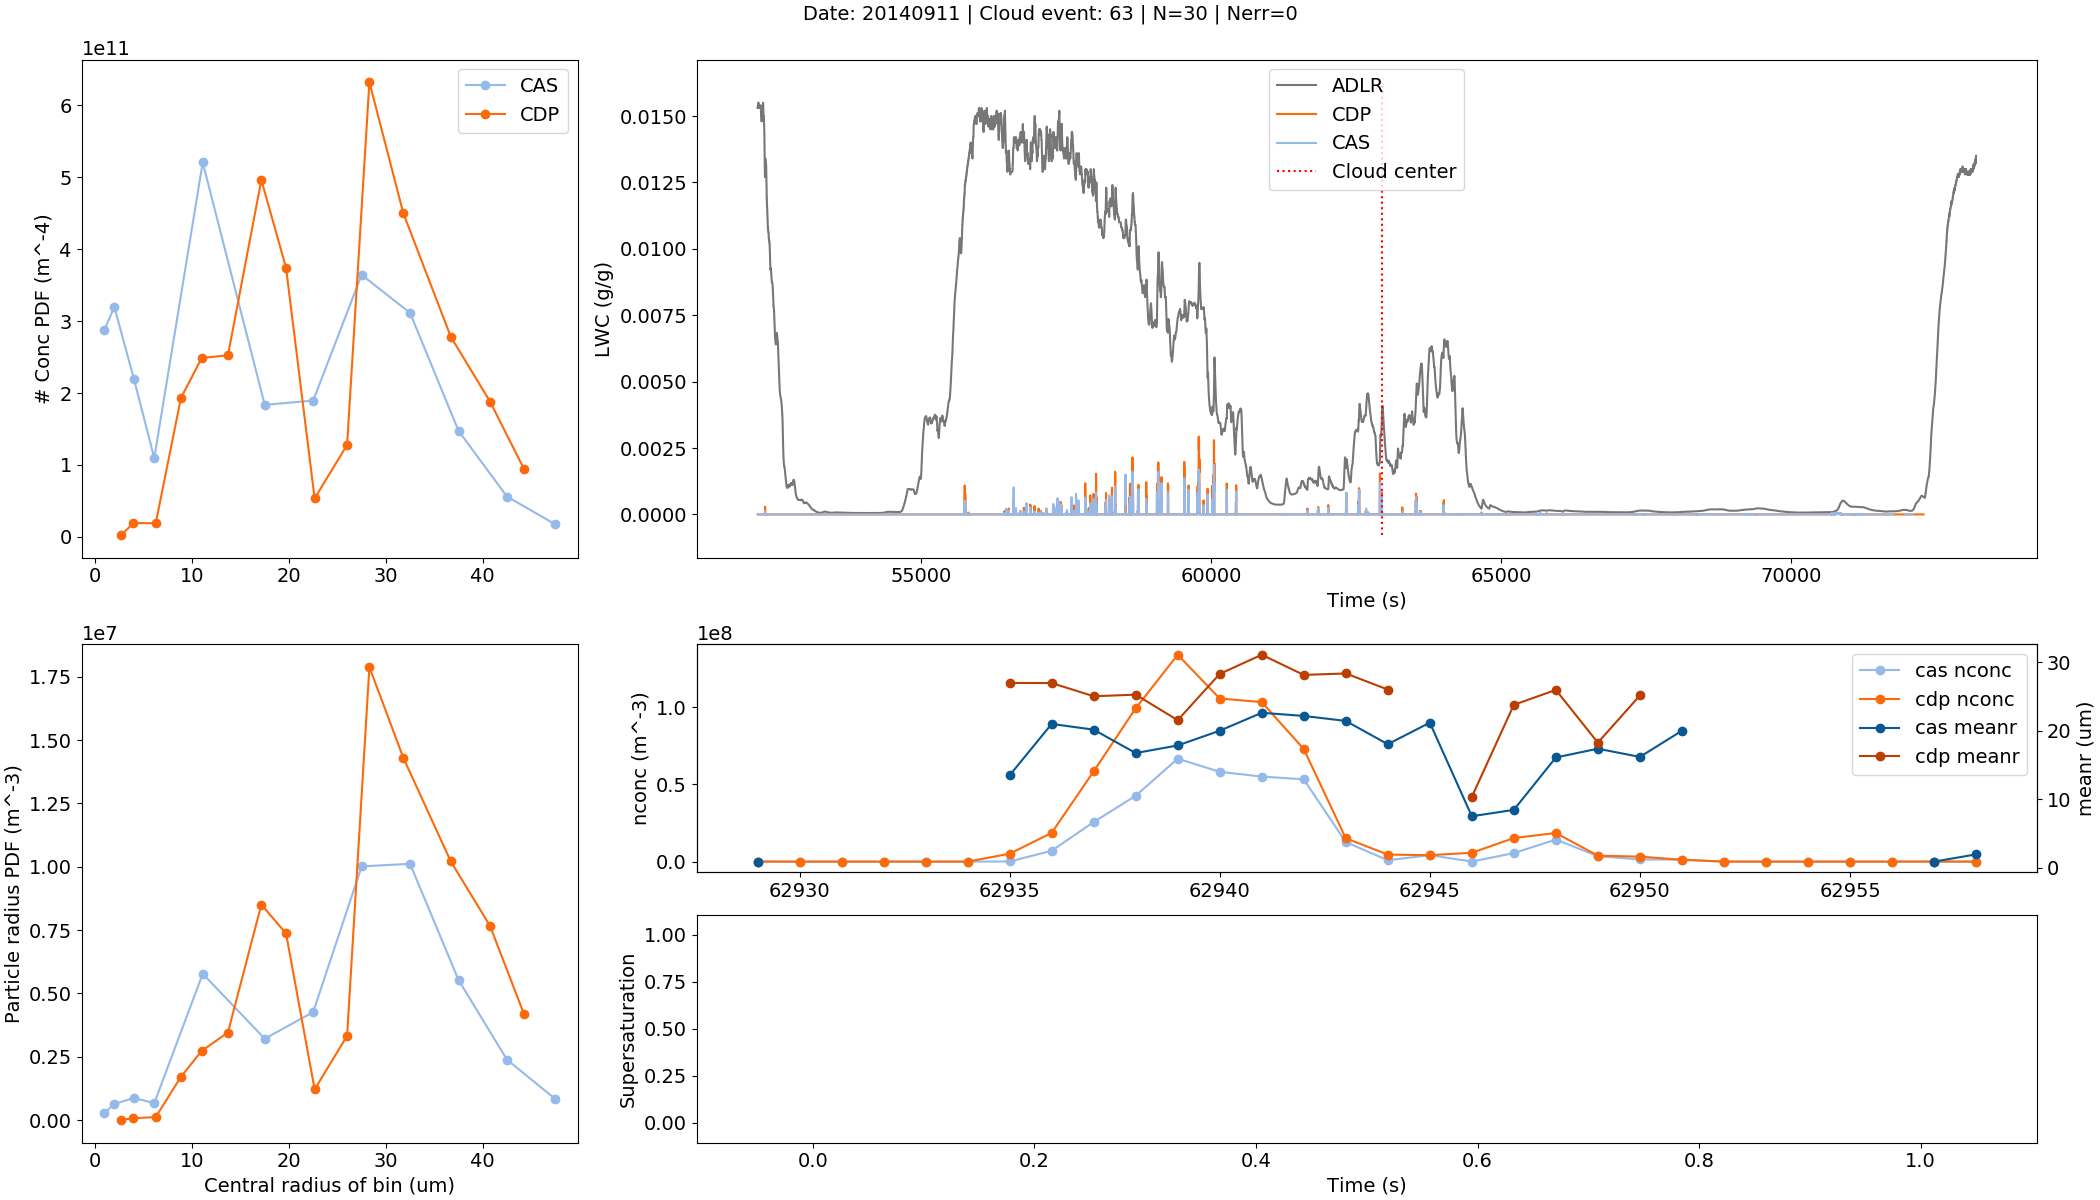 Date: 20140911 | Cloud event: 63 | N=30 | Nerr=0
1e11
# Conc PDF (m^-4)
6
5
4
3
2
1
0
0 10 20 30 40
CAS
CDP
LWC (g/g)
0.0150
0.0125
0.0100
0.0075
0.0050
0.0025
0.0000
55000 60000 65000 70000
Time (s)
ADLR
CDP
CAS
Cloud center
1e7
Particle radius PDF (m^-3)
1.75
1.50
1.25
1.00
0.75
0.50
0.25
0.00
0 10 20 30 40
Central radius of bin (um)
1e8
nconc (m^-3)
1.0
0.5
0.0
62930 62935 62940 62945 62950 62955
30
20
10
0
meanr (um)
cas nconc
cdp nconc
cas meanr
cdp meanr
Supersaturation
1.00
0.75
0.50
0.25
0.00
0.0 0.2 0.4 0.6 0.8 1.0
Time (s)